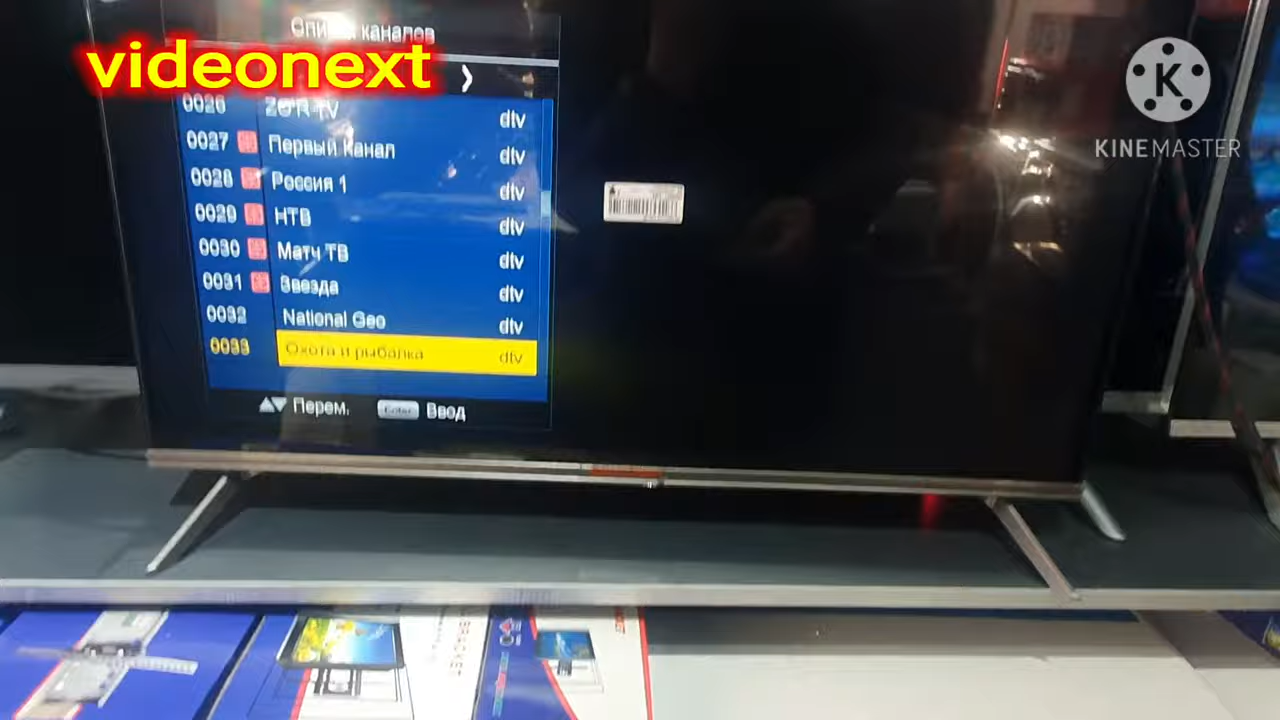 Список каналов
videonext
0026 ZO'R TV dtv
0027 Первый Канал dtv
0028 Россия 1 dtv
0029 НТВ dtv
0030 Матч ТВ dtv
0031 Звезда dtv
0032 National Geo dtv
0033 Охота и рыбалка dtv
Перем. Enter Ввод
K
KINEMASTER
BRACKET